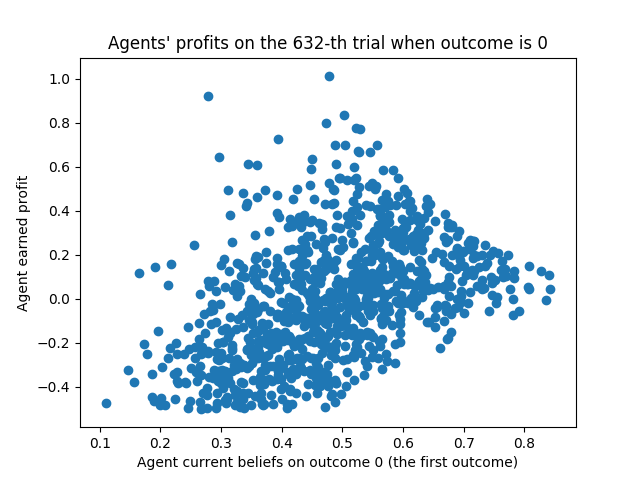 Agents' profits on the 632-th trial when outcome is 0
1.0
0.8
0.6
0.4
0.2
0.0
−0.2
−0.4
Agent earned profit
0.1 0.2 0.3 0.4 0.5 0.6 0.7 0.8
Agent current beliefs on outcome 0 (the first outcome)